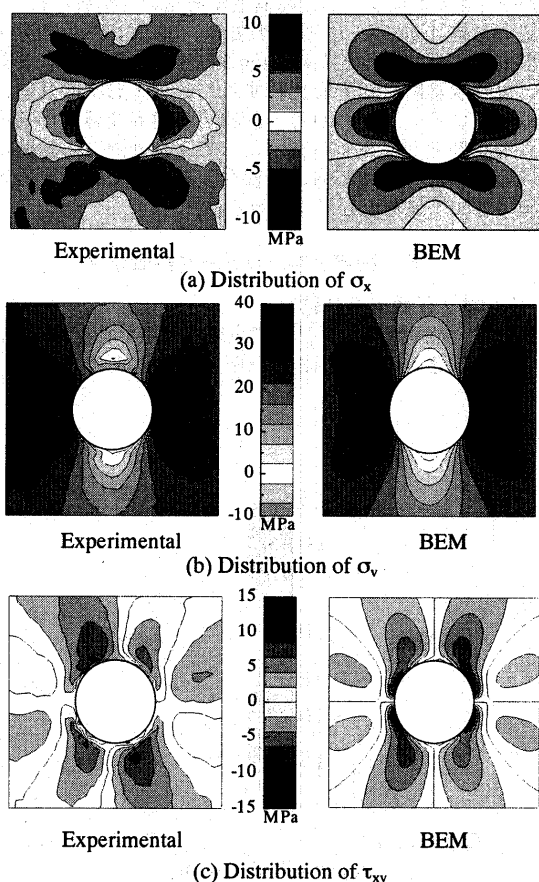 10
5
0
-5
-10
MPa
Experimental
BEM
(a) Distribution of σx
40
30
20
10
0
-10
MPa
Experimental
BEM
(b) Distribution of σy
15
10
5
0
-5
-10
-15
MPa
Experimental
BEM
(c) Distribution of τxy